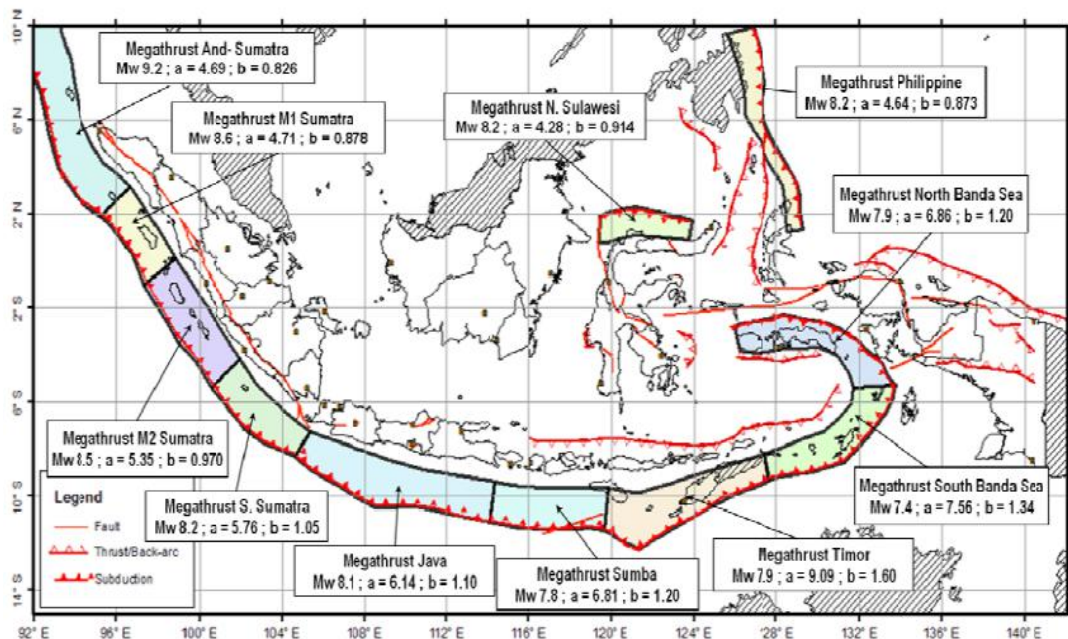 10° N
Megathrust And- Sumatra
Mw 9.2 ; a = 4.69 ; b = 0.826
Megathrust Philippine
Mw 8.2 ; a = 4.64 ; b = 0.873
Megathrust N. Sulawesi
Mw 8.2 ; a = 4.28 ; b = 0.914
6° N
Megathrust M1 Sumatra
Mw 8.6 ; a = 4.71 ; b = 0.878
Megathrust North Banda Sea
Mw 7.9 ; a = 6.86 ; b = 1.20
2° N
2° S
6° S
Megathrust M2 Sumatra
Mw 8.5 ; a = 5.35 ; b = 0.970
Megathrust South Banda Sea
Mw 7.4 ; a = 7.56 ; b = 1.34
10° S
Legend
Fault
Thrust/Back-arc
Subduction
Megathrust S. Sumatra
Mw 8.2 ; a = 5.76 ; b = 1.05
Megathrust Java
Mw 8.1 ; a = 6.14 ; b = 1.10
Megathrust Sumba
Mw 7.8 ; a = 6.81 ; b = 1.20
Megathrust Timor
Mw 7.9 ; a = 9.09 ; b = 1.60
14° S
92° E 96° E 100° E 104° E 108° E 112° E 116° E 120° E 124° E 128° E 132° E 136° E 140° E